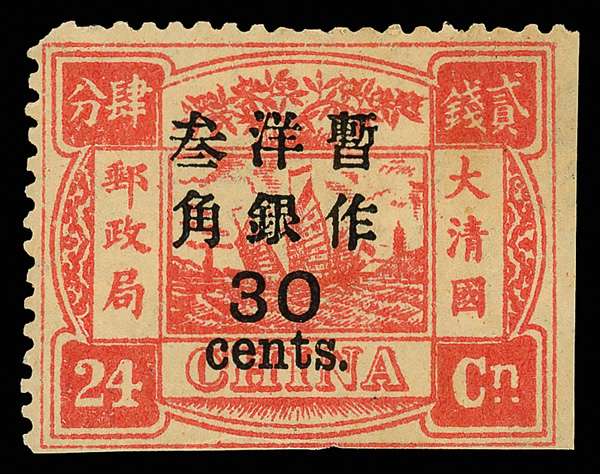 貳錢 肆分
大清國
郵政局
暫作
洋銀
叁角
30
cents.
CHINA
24 Cn